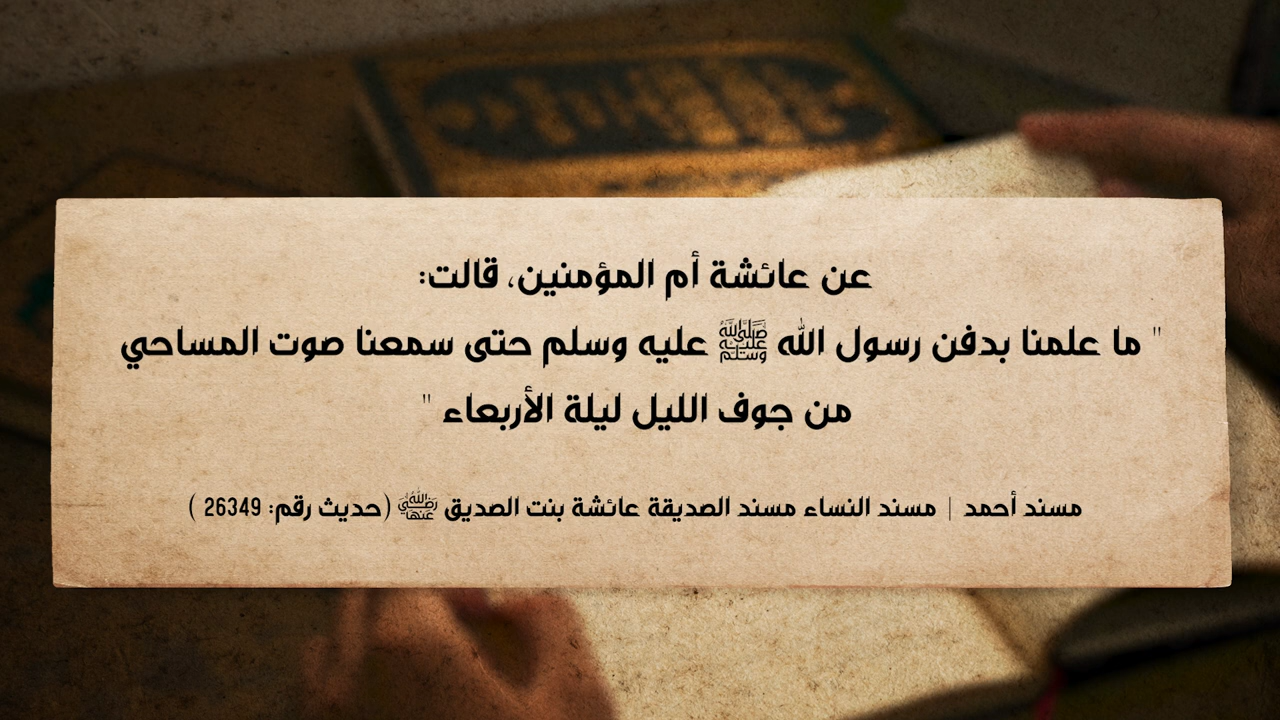 عن عائشة أم المؤمنين، قالت:
" ما علمنا بدفن رسول الله ﷺ عليه وسلم حتى سمعنا صوت المساحي
من جوف الليل ليلة الأربعاء "
مسند أحمد | مسند النساء مسند الصديقة عائشة بنت الصديق رضي الله عنها (حديث رقم: 26349 )